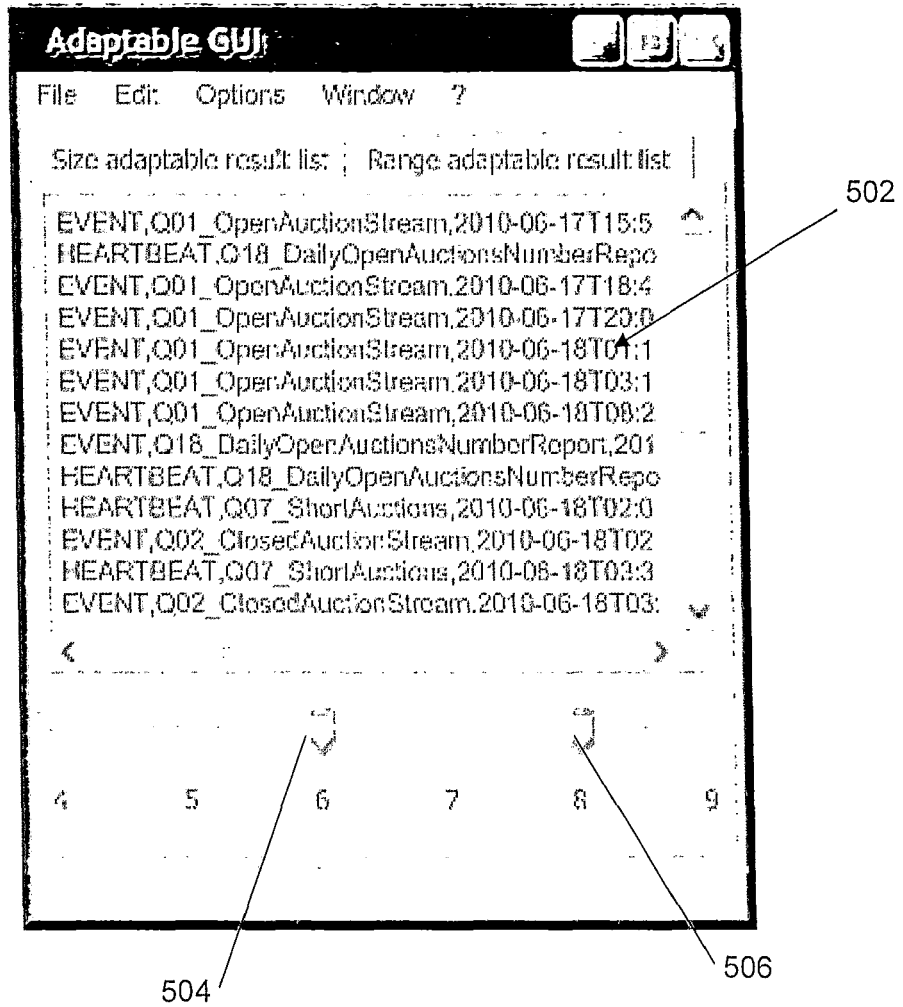 Adaptable GUI
File Edit Options Window ?
Size adaptable result list Range adaptable result list
EVENT,Q01_OpenAuctionStream,2010-06-17T15:5
HEARTBEAT,Q18_DailyOpenAuctionsNumberRepo
EVENT,Q01_OpenAuctionStream,2010-06-17T18:4
EVENT,Q01_OpenAuctionStream,2010-06-17T20:0
EVENT,Q01_OpenAuctionStream,2010-06-18T01:1
EVENT,Q01_OpenAuctionStream,2010-06-18T03:1
EVENT,Q01_OpenAuctionStream,2010-06-18T08:2
EVENT,Q18_DailyOpenAuctionsNumberReport,201
HEARTBEAT,Q18_DailyOpenAuctionsNumberRepo
HEARTBEAT,Q07_ShortAuctions,2010-06-18T02:0
EVENT,Q02_ClosedAuctionStream,2010-06-18T02
HEARTBEAT,Q07_ShortAuctions,2010-06-18T03:3
EVENT,Q02_ClosedAuctionStream,2010-06-18T03:
4 5 6 7 8 9
502
504
506